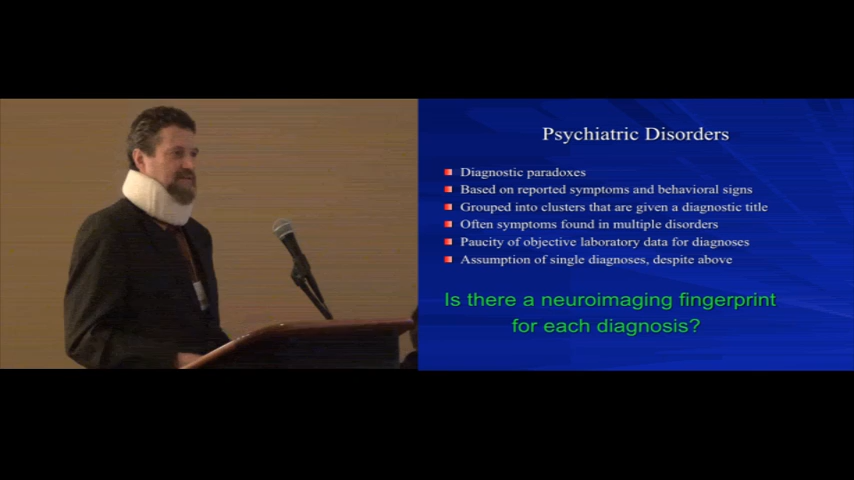 Psychiatric Disorders
Diagnostic paradoxes
Based on reported symptoms and behavioral signs
Grouped into clusters that are given a diagnostic title
Often symptoms found in multiple disorders
Paucity of objective laboratory data for diagnoses
Assumption of single diagnoses, despite above
Is there a neuroimaging fingerprint
for each diagnosis?